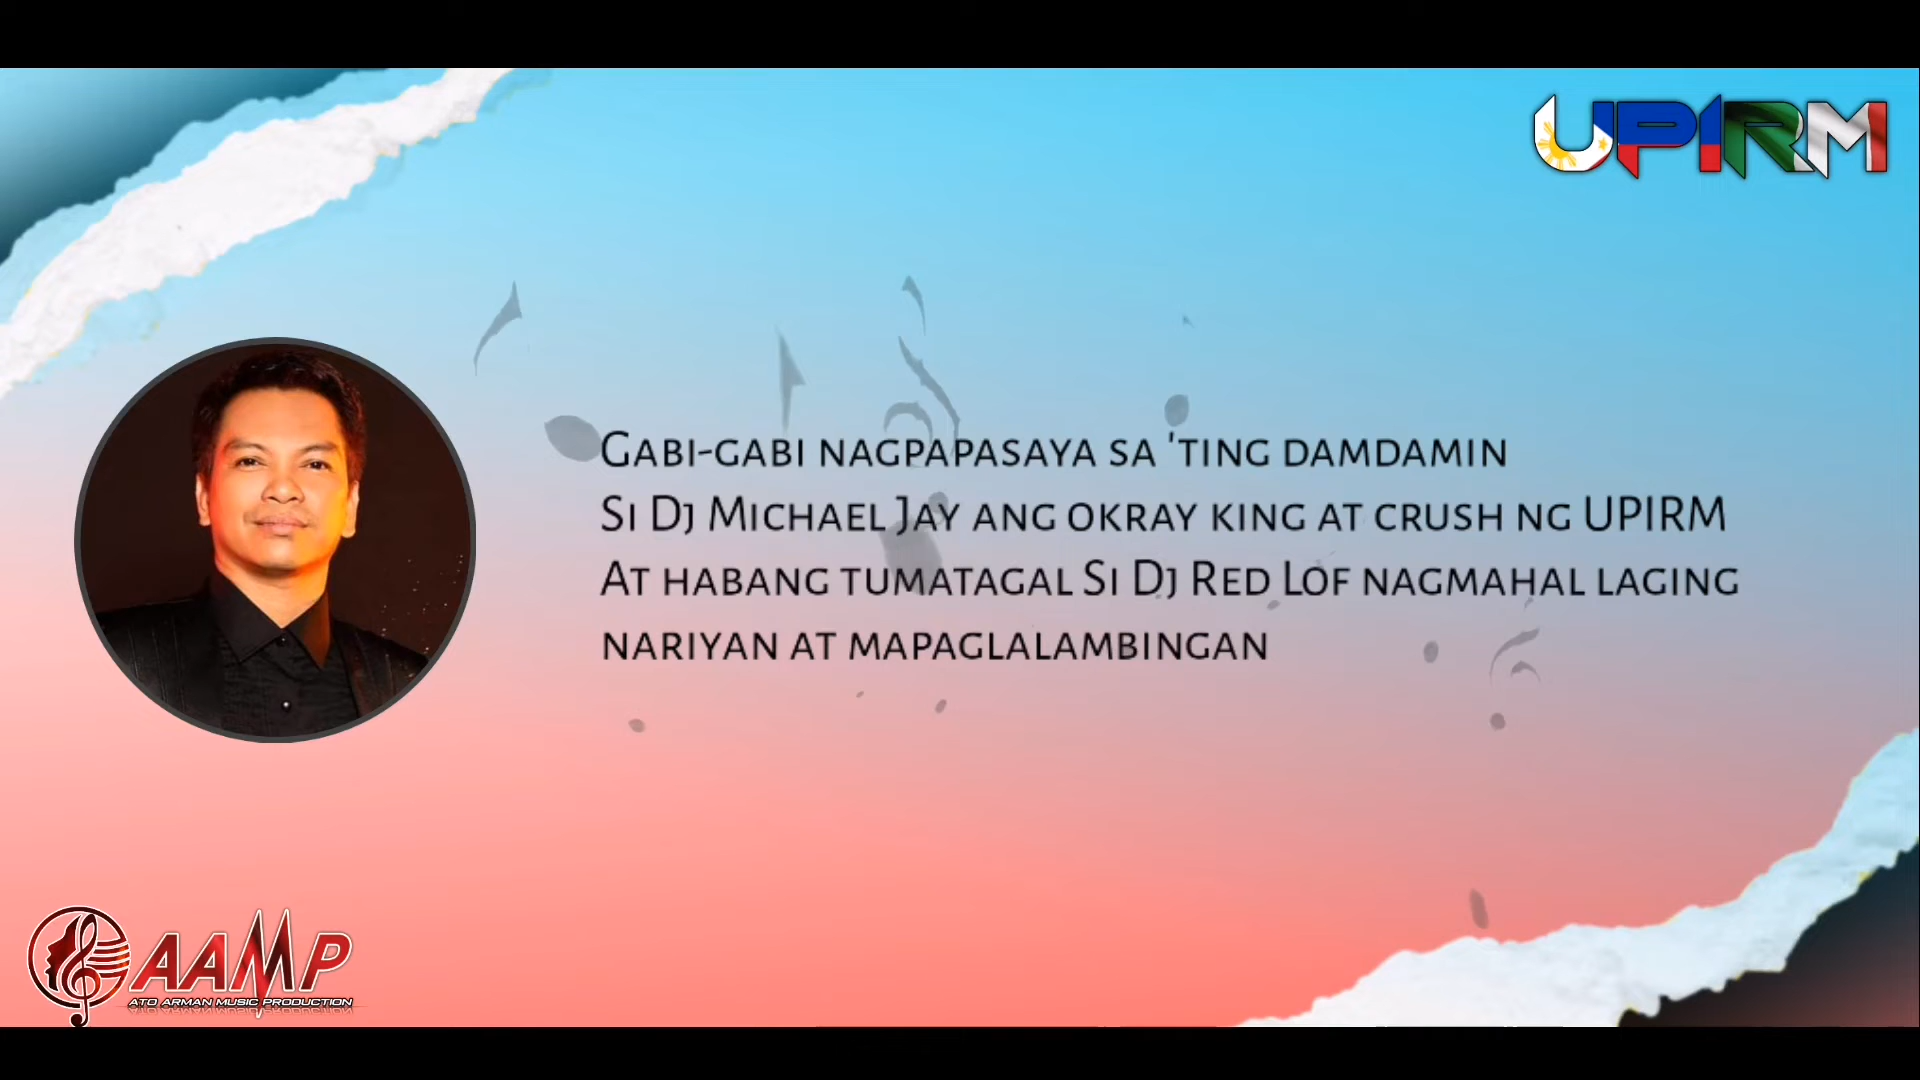 UPIRM
Gabi-gabi nagpapasaya sa 'ting damdamin
Si Dj Michael Jay ang okray king at crush ng UPIRM
At habang tumatagal Si Dj Red Lof nagmahal laging
nariyan at mapaglalambingan
AAMP
ATO ARMAN MUSIC PRODUCTION